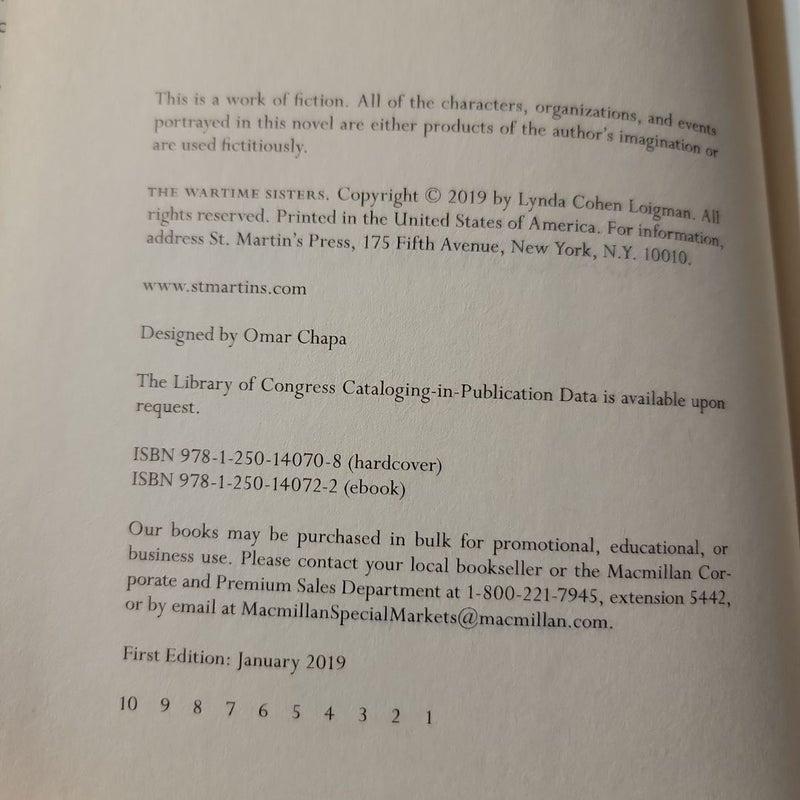 This is a work of fiction. All of the characters, organizations, and events
portrayed in this novel are either products of the author's imagination or
are used fictitiously.
THE WARTIME SISTERS. Copyright © 2019 by Lynda Cohen Loigman. All
rights reserved. Printed in the United States of America. For information,
address St. Martin's Press, 175 Fifth Avenue, New York, N.Y. 10010.
www.stmartins.com
Designed by Omar Chapa
The Library of Congress Cataloging-in-Publication Data is available upon
request.
ISBN 978-1-250-14070-8 (hardcover)
ISBN 978-1-250-14072-2 (ebook)
Our books may be purchased in bulk for promotional, educational, or
business use. Please contact your local bookseller or the Macmillan Cor-
porate and Premium Sales Department at 1-800-221-7945, extension 5442,
or by email at MacmillanSpecialMarkets@macmillan.com.
First Edition: January 2019
10 9 8 7 6 5 4 3 2 1